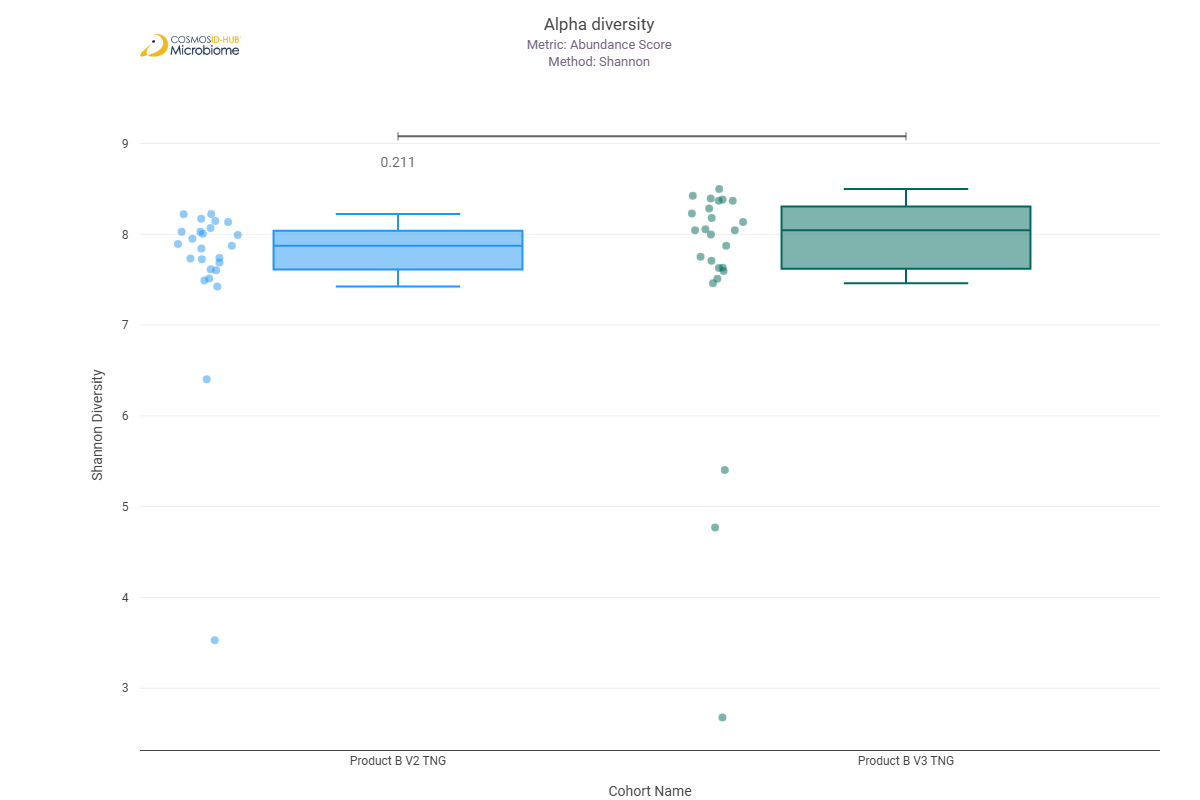 Alpha diversity
Metric: Abundance Score
Method: Shannon
COSMOSID-HUB
Microbiome
0.211
9
8
7
6
5
4
3
Shannon Diversity
Product B V2 TNG
Product B V3 TNG
Cohort Name